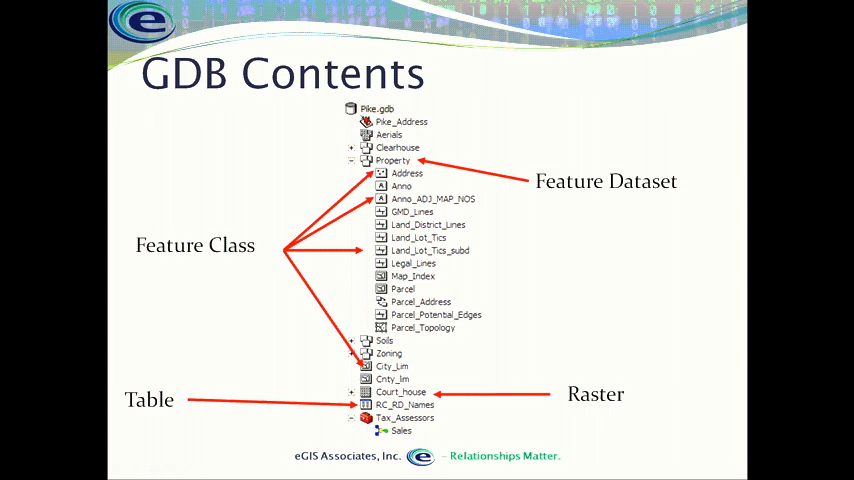 GDB Contents
Pike.gdb
Pike_Address
Aerials
Clearhouse
Property
Address
Anno
Anno_ADJ_MAP_NOS
GMD_Lines
Land_District_Lines
Land_Lot_Tics
Land_Lot_Tics_subd
Legal_Lines
Map_Index
Parcel
Parcel_Address
Parcel_Potential_Edges
Parcel_Topology
Soils
Zoning
City_Lim
Cnty_lm
Court_house
RC_RD_Names
Tax_Assessors
Sales
Feature Dataset
Feature Class
Table
Raster
eGIS Associates, Inc. e – Relationships Matter.